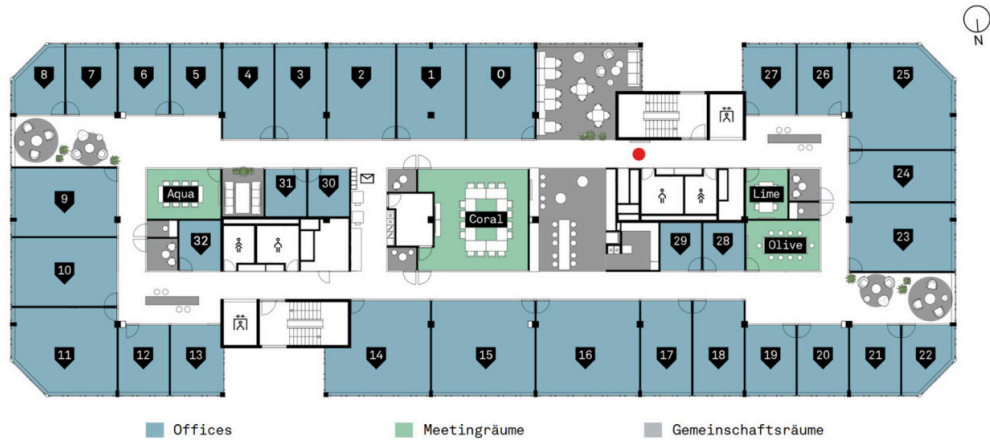 N
8 7 6 5 4 3 2 1 0 27 26 25
31 30 24
Aqua Lime
9
Coral
32 29 28 Olive 23
10
11 12 13 14 15 16 17 18 19 20 21 22
Offices Meetingräume Gemeinschaftsräume